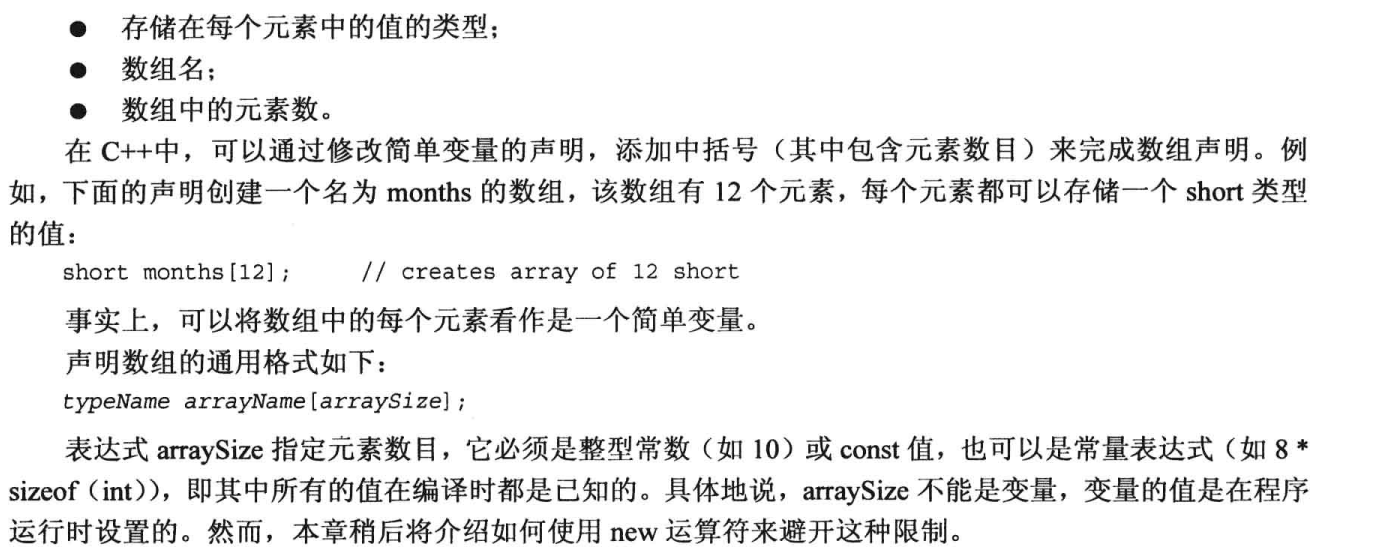 ● 存储在每个元素中的值的类型;
● 数组名;
● 数组中的元素数。
在 C++中，可以通过修改简单变量的声明，添加中括号（其中包含元素数目）来完成数组声明。例
如，下面的声明创建一个名为 months 的数组，该数组有 12 个元素，每个元素都可以存储一个 short 类型
的值：
short months[12];     // creates array of 12 short
事实上，可以将数组中的每个元素看作是一个简单变量。
声明数组的通用格式如下：
typeName arrayName[arraySize];
表达式 arraySize 指定元素数目，它必须是整型常数（如 10）或 const 值，也可以是常量表达式（如 8 *
sizeof（int）），即其中所有的值在编译时都是已知的。具体地说，arraySize 不能是变量，变量的值是在程序
运行时设置的。然而，本章稍后将介绍如何使用 new 运算符来避开这种限制。